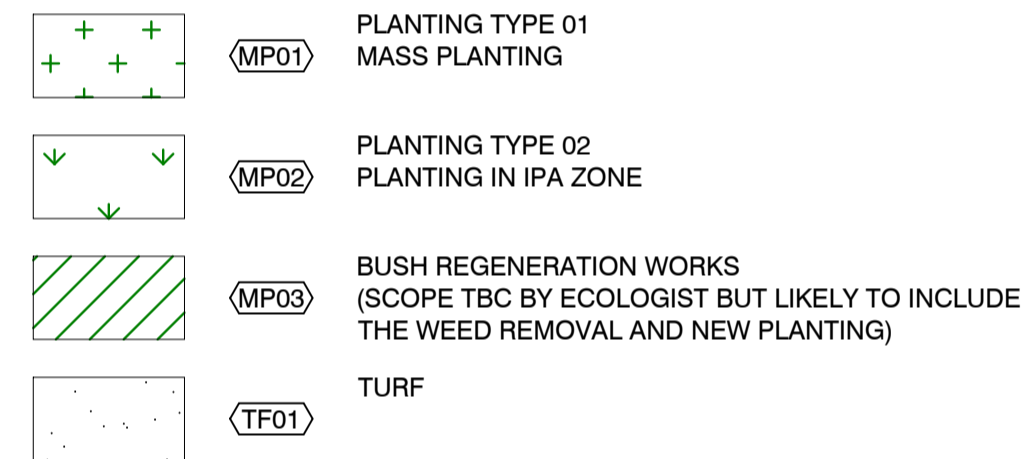 PLANTING TYPE 01
MP01 MASS PLANTING
PLANTING TYPE 02
MP02 PLANTING IN IPA ZONE
BUSH REGENERATION WORKS
MP03 (SCOPE TBC BY ECOLOGIST BUT LIKELY TO INCLUDE
THE WEED REMOVAL AND NEW PLANTING)
TURF
TF01